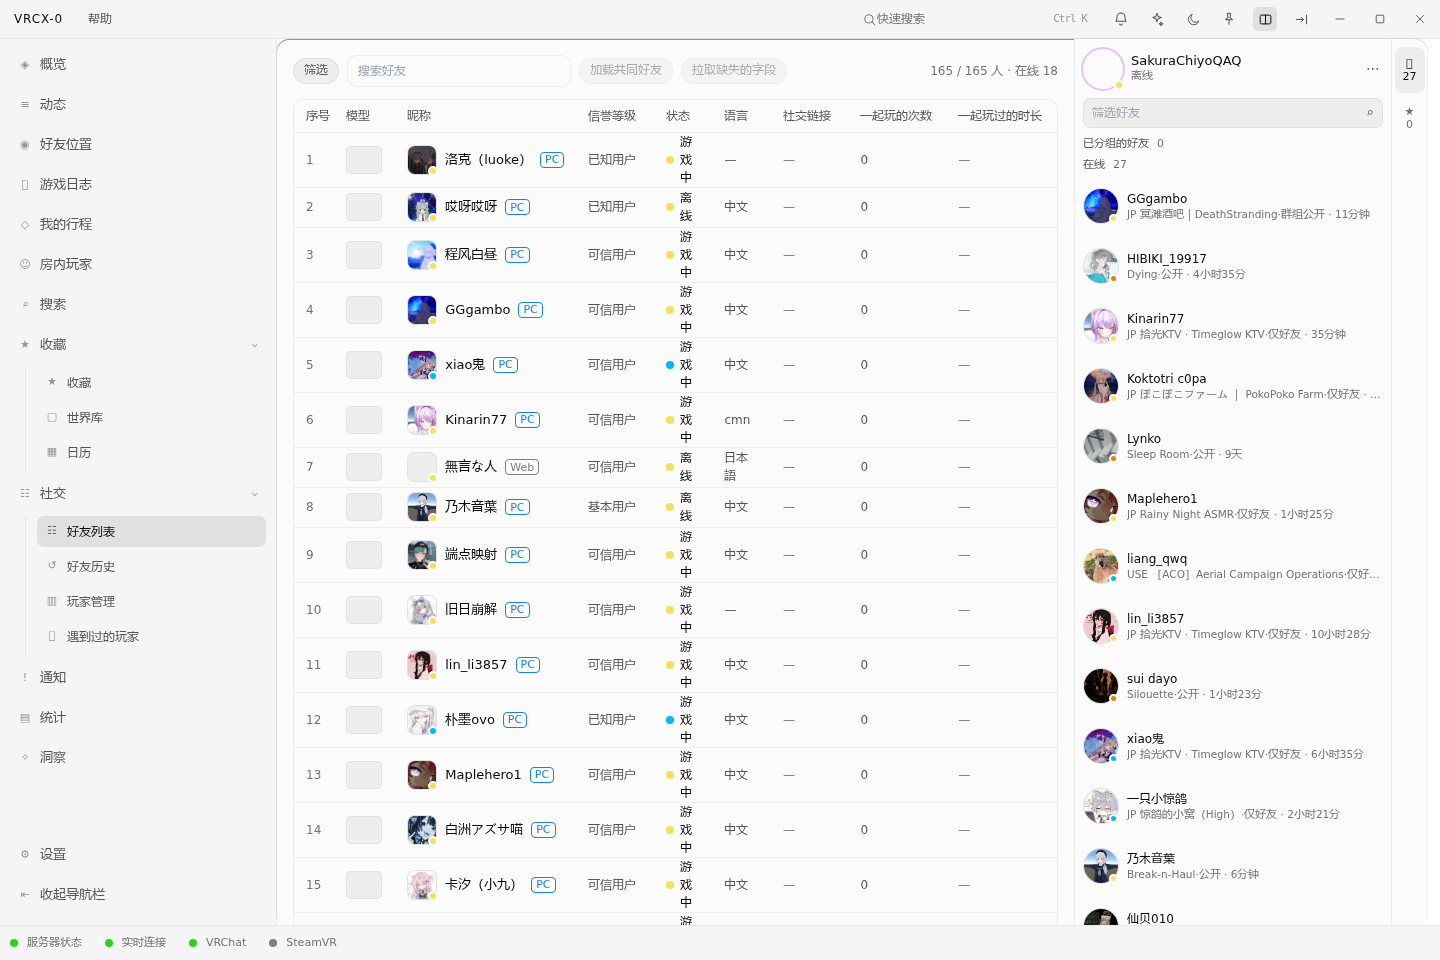 VRCX-0 帮助 快速搜索 Ctrl K
概览
动态
好友位置
游戏日志
我的行程
房内玩家
搜索
收藏
收藏
世界库
日历
社交
好友列表
好友历史
玩家管理
遇到过的玩家
通知
统计
洞察
设置
收起导航栏
筛选 搜索好友 加载共同好友 拉取缺失的字段 165 / 165 人 · 在线 18
序号 模型 昵称 信誉等级 状态 语言 社交链接 一起玩的次数 一起玩过的时长
1 洛克（luoke） PC 已知用户 游戏中 — — 0 —
2 哎呀哎呀 PC 已知用户 离线 中文 — 0 —
3 程风白昼 PC 可信用户 游戏中 中文 — 0 —
4 GGgambo PC 可信用户 游戏中 中文 — 0 —
5 xiao鬼 PC 可信用户 游戏中 中文 — 0 —
6 Kinarin77 PC 可信用户 游戏中 cmn — 0 —
7 無言な人 Web 可信用户 离线 日本語 — 0 —
8 乃木音葉 PC 基本用户 离线 中文 — 0 —
9 端点映射 PC 可信用户 游戏中 中文 — 0 —
10 旧日崩解 PC 可信用户 游戏中 — — 0 —
11 lin_li3857 PC 可信用户 游戏中 中文 — 0 —
12 朴墨ovo PC 已知用户 游戏中 中文 — 0 —
13 Maplehero1 PC 可信用户 游戏中 中文 — 0 —
14 白洲アズサ喵 PC 可信用户 游戏中 中文 — 0 —
15 卡汐（小九） PC 可信用户 游戏中 中文 — 0 —
游
SakuraChiyoQAQ
离线
筛选好友
已分组的好友 0
在线 27
GGgambo
JP 冥滩酒吧 | DeathStranding·群组公开 · 11分钟
HIBIKI_19917
Dying·公开 · 4小时35分
Kinarin77
JP 拾光KTV · Timeglow KTV·仅好友 · 35分钟
Koktotri c0pa
JP ぽこぽこファーム ｜ PokoPoko Farm·仅好友 · …
Lynko
Sleep Room·公开 · 9天
Maplehero1
JP Rainy Night ASMR·仅好友 · 1小时25分
liang_qwq
USE ［ACO］Aerial Campaign Operations·仅好…
lin_li3857
JP 拾光KTV · Timeglow KTV·仅好友 · 10小时28分
sui dayo
Silouette·公开 · 1小时23分
xiao鬼
JP 拾光KTV · Timeglow KTV·仅好友 · 6小时35分
一只小惊鸽
JP 惊鸽的小窝（High）·仅好友 · 2小时21分
乃木音葉
Break-n-Haul·公开 · 6分钟
仙贝010
27
0
服务器状态 实时连接 VRChat SteamVR